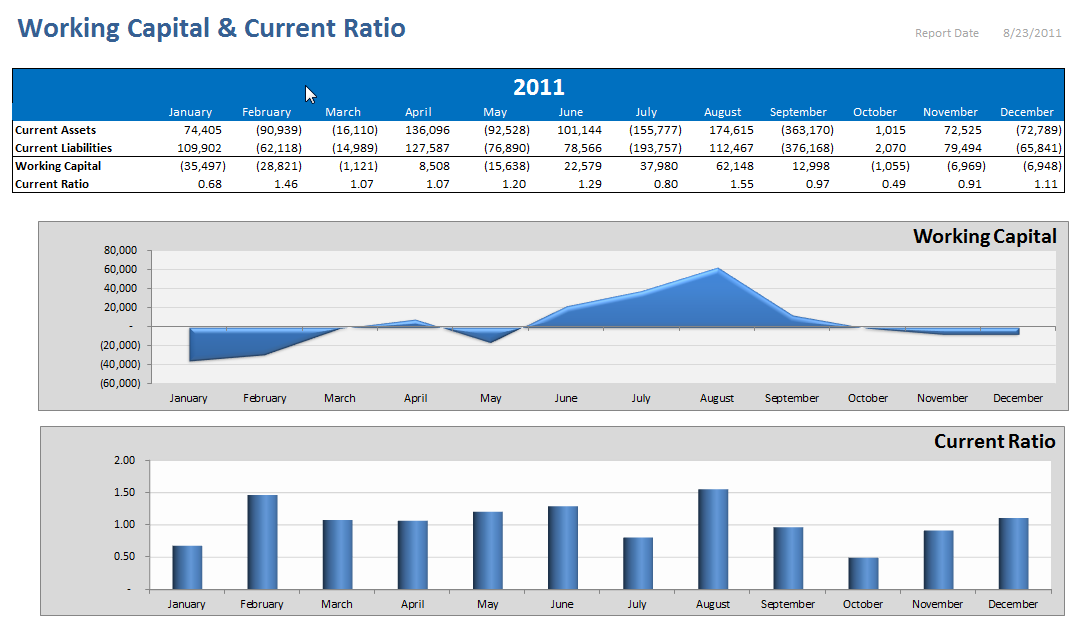 Working Capital & Current Ratio
Report Date 8/23/2011
2011
January February March April May June July August September October November December
Current Assets 74,405 (90,939) (16,110) 136,096 (92,528) 101,144 (155,777) 174,615 (363,170) 1,015 72,525 (72,789)
Current Liabilities 109,902 (62,118) (14,989) 127,587 (76,890) 78,566 (193,757) 112,467 (376,168) 2,070 79,494 (65,841)
Working Capital (35,497) (28,821) (1,121) 8,508 (15,638) 22,579 37,980 62,148 12,998 (1,055) (6,969) (6,948)
Current Ratio 0.68 1.46 1.07 1.07 1.20 1.29 0.80 1.55 0.97 0.49 0.91 1.11
Working Capital
80,000
60,000
40,000
20,000
-
(20,000)
(40,000)
(60,000)
January February March April May June July August September October November December
Current Ratio
2.00
1.50
1.00
0.50
-
January February March April May June July August September October November December